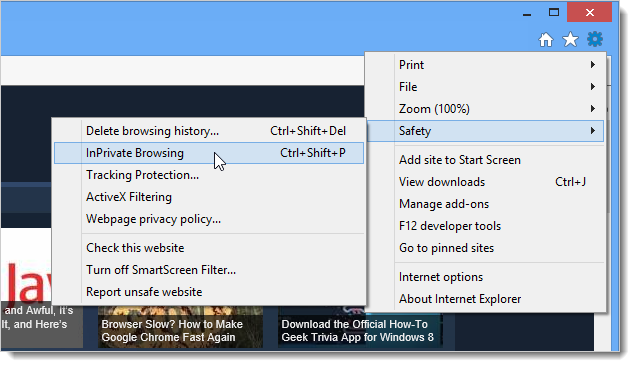 Print
File
Zoom (100%)
Safety
Add site to Start Screen
View downloads Ctrl+J
Manage add-ons
F12 developer tools
Go to pinned sites
Internet options
About Internet Explorer
Delete browsing history... Ctrl+Shift+Del
InPrivate Browsing Ctrl+Shift+P
Tracking Protection...
ActiveX Filtering
Webpage privacy policy...
Check this website
Turn off SmartScreen Filter...
Report unsafe website
Jav
and Awful, It's
It, and Here's
Browser Slow? How to Make
Google Chrome Fast Again
Download the Official How-To
Geek Trivia App for Windows 8